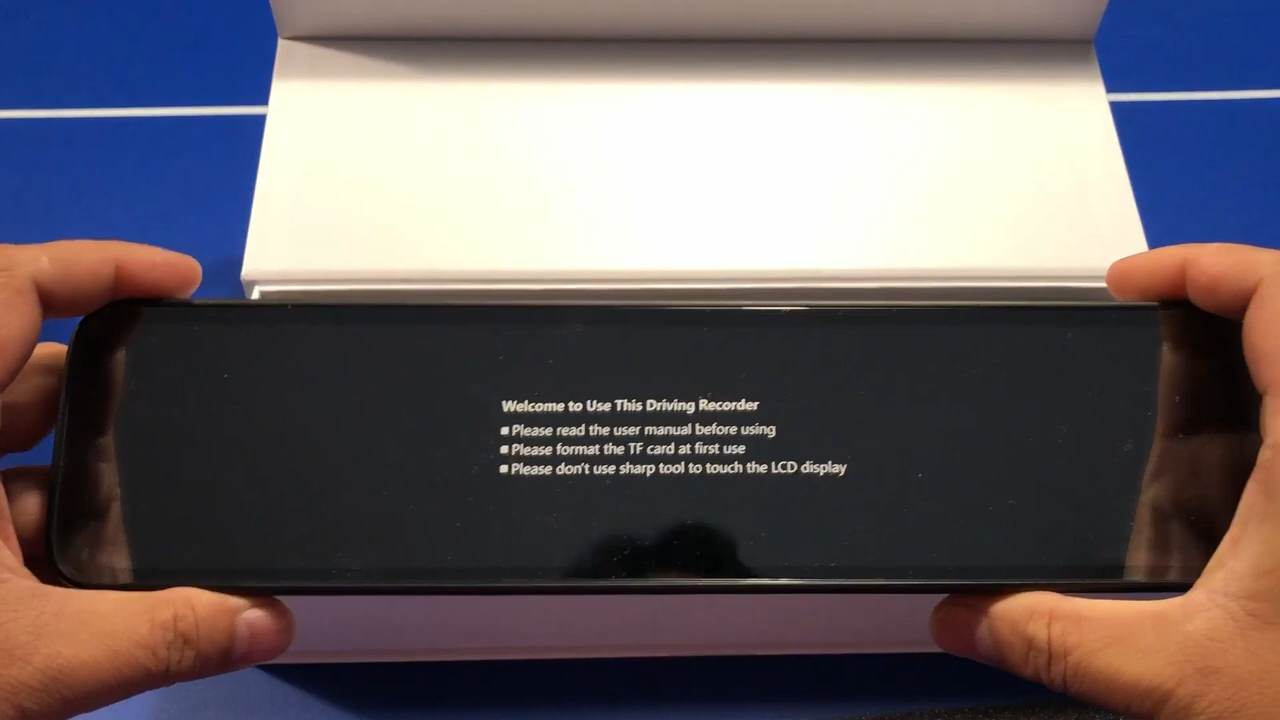 Welcome to Use This Driving Recorder
▪Please read the user manual before using
▪Please format the TF card at first use
▪Please don't use sharp tool to touch the LCD display